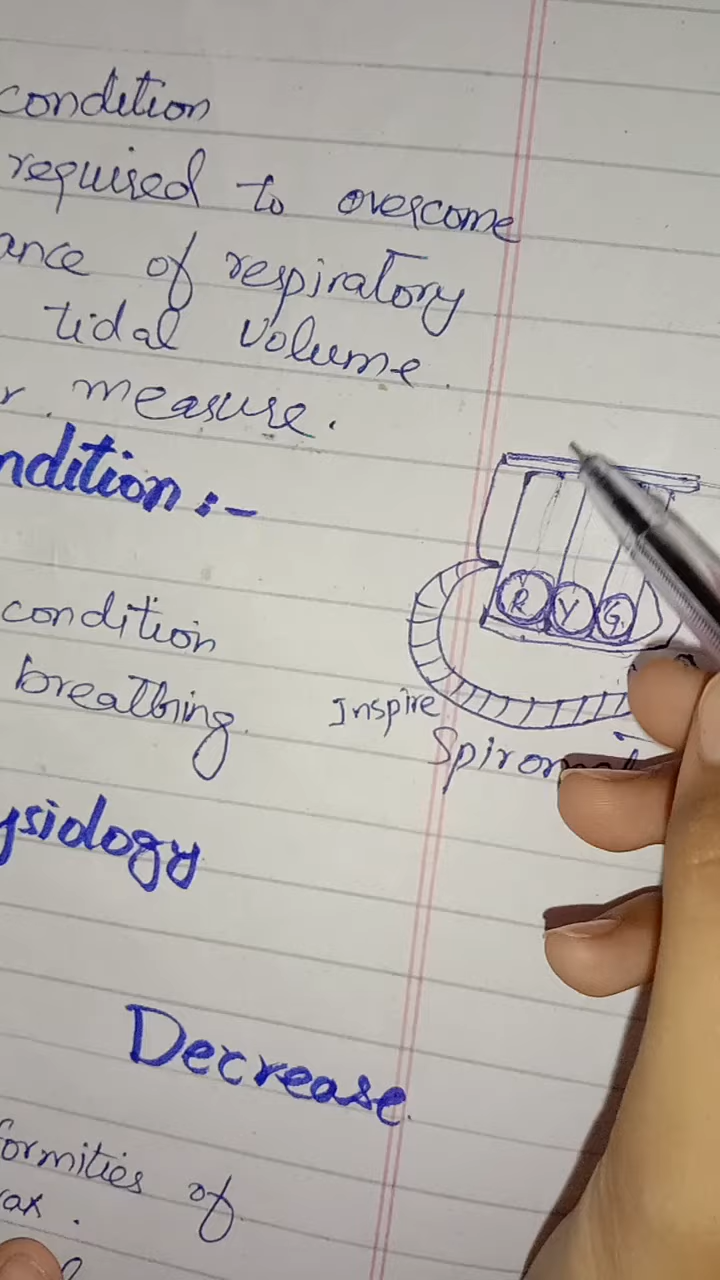 condition
required to overcome
ance of respiratory
tidal volume.
r. measure.
ndition :-
R Y G
condition
breathing.
Inspire
Spirom
ysiology
Decrease
formities of
rax.